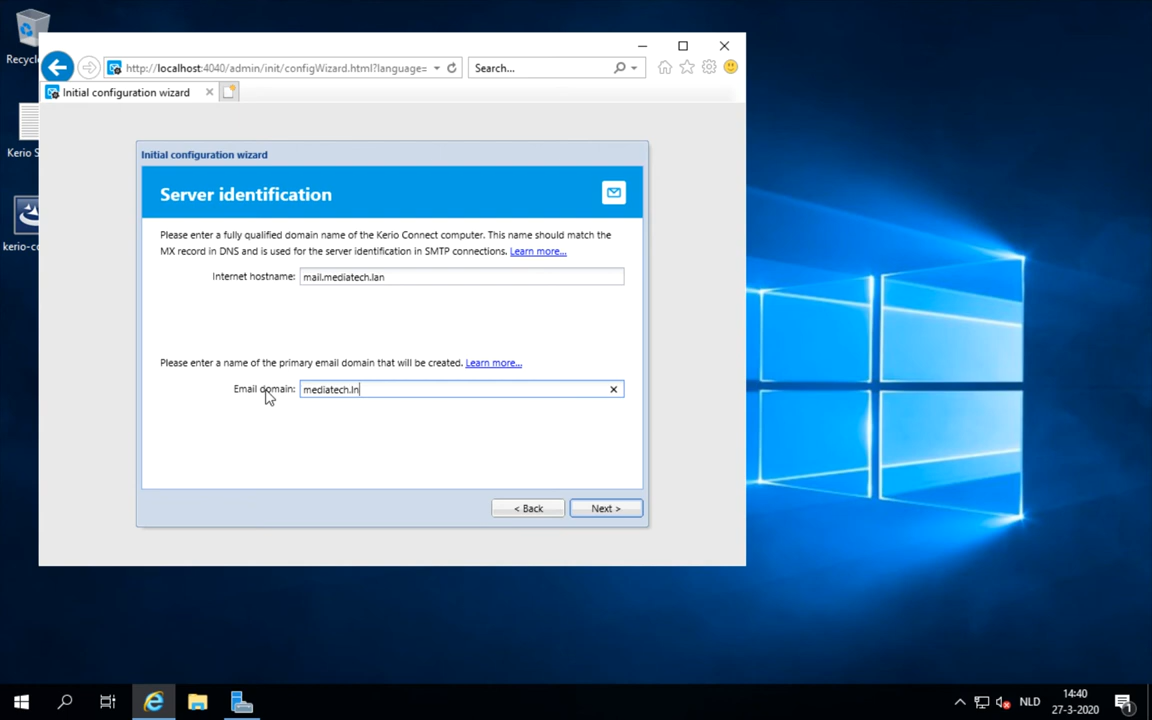 Recycle
Kerio S
kerio-co
http://localhost:4040/admin/init/configWizard.html?language=
Search...
Initial configuration wizard
Initial configuration wizard
Server identification
Please enter a fully qualified domain name of the Kerio Connect computer. This name should match the
MX record in DNS and is used for the server identification in SMTP connections. Learn more...
Internet hostname: mail.mediatech.lan
Please enter a name of the primary email domain that will be created. Learn more...
Email domain: mediatech.ln
< Back
Next >
NLD
14:40
27-3-2020
1